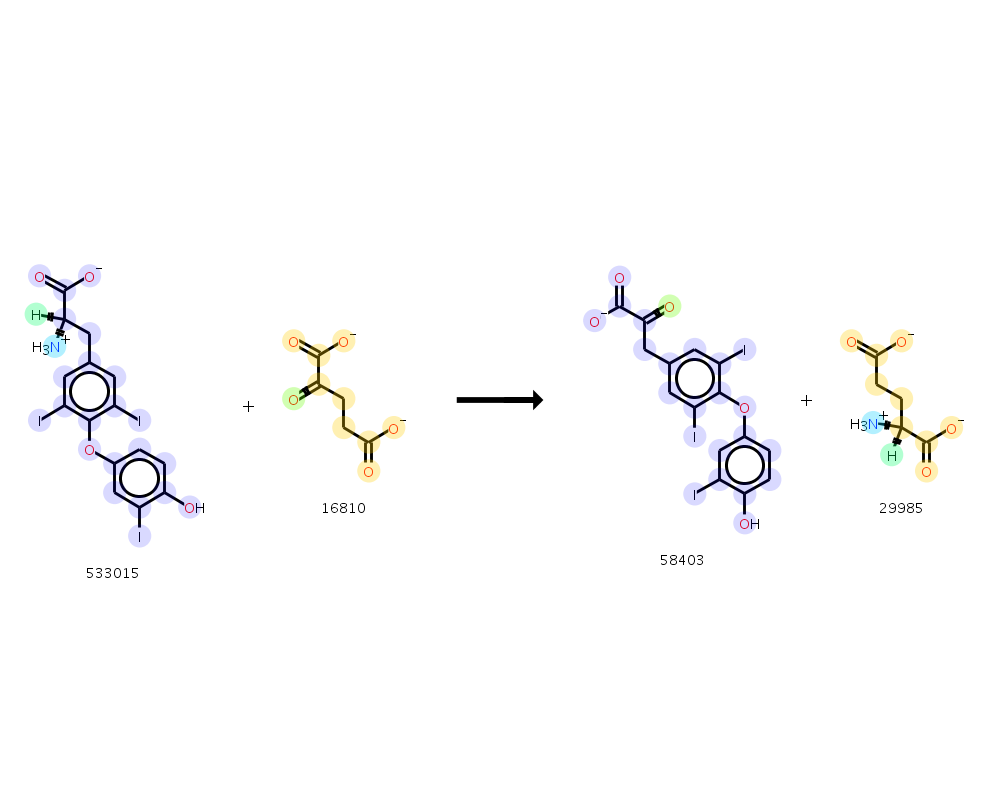 O O⁻ H H₃N⁺ I I O OH I
533015
+
O O⁻ O O⁻ O
16810
O O⁻ O I O I I OH
58403
+
O O⁻ H₃N⁺ O⁻ H O
29985